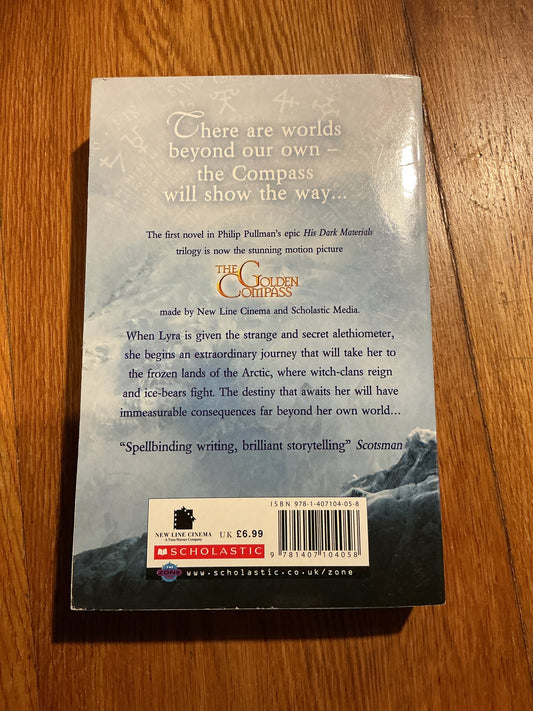 There are worlds
beyond our own –
the Compass
will show the way...
The first novel in Philip Pullman's epic His Dark Materials
trilogy is now the stunning motion picture
THE GOLDEN
COMPASS
made by New Line Cinema and Scholastic Media.
When Lyra is given the strange and secret alethiometer,
she begins an extraordinary journey that will take her to
the frozen lands of the Arctic, where witch-clans reign
and ice-bears fight. The destiny that awaits her will have
immeasurable consequences far beyond her own world...
“Spellbinding writing, brilliant storytelling” Scotsman
ISBN 978-1-407104-05-8
NEW LINE CINEMA
A Time Warner Company
UK £6.99
SCHOLASTIC
9 781407 104058
THE ZONE
www.scholastic.co.uk/zone